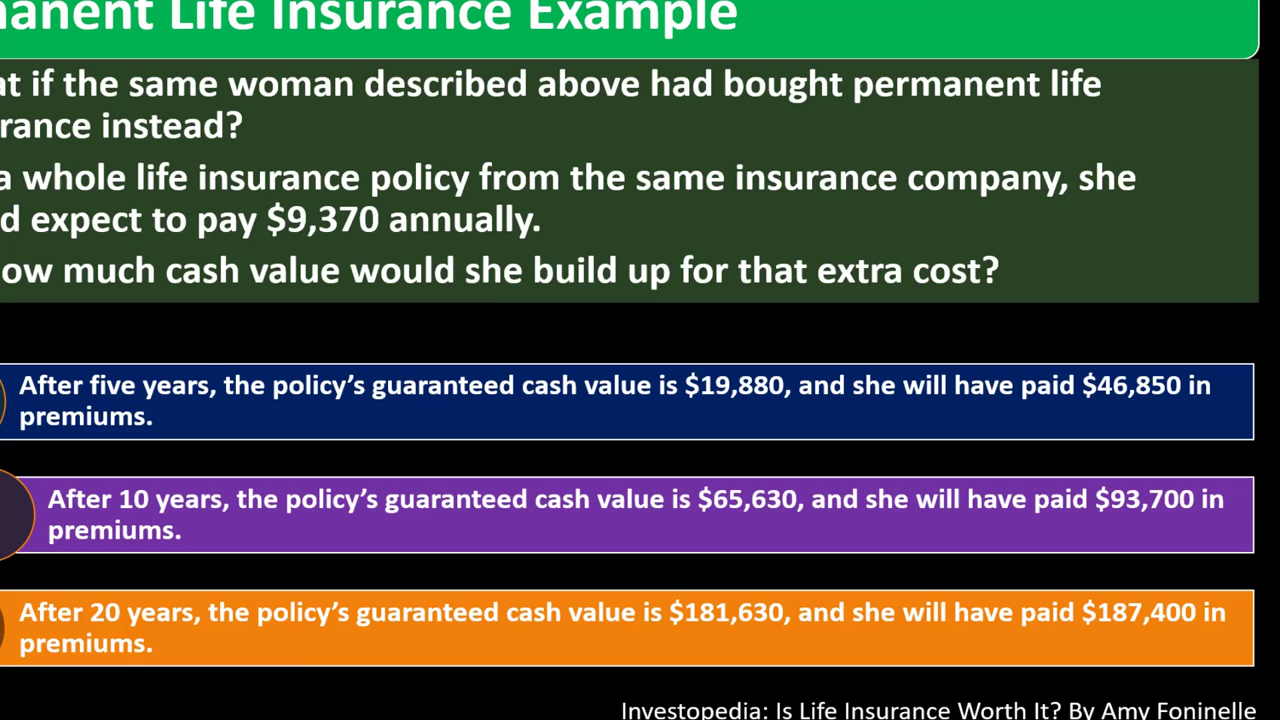 anent Life Insurance Example
at if the same woman described above had bought permanent life
rance instead?
a whole life insurance policy from the same insurance company, she
d expect to pay $9,370 annually.
ow much cash value would she build up for that extra cost?
After five years, the policy’s guaranteed cash value is $19,880, and she will have paid $46,850 in
premiums.
After 10 years, the policy’s guaranteed cash value is $65,630, and she will have paid $93,700 in
premiums.
After 20 years, the policy’s guaranteed cash value is $181,630, and she will have paid $187,400 in
premiums.
Investopedia: Is Life Insurance Worth It? By Amy Foninelle